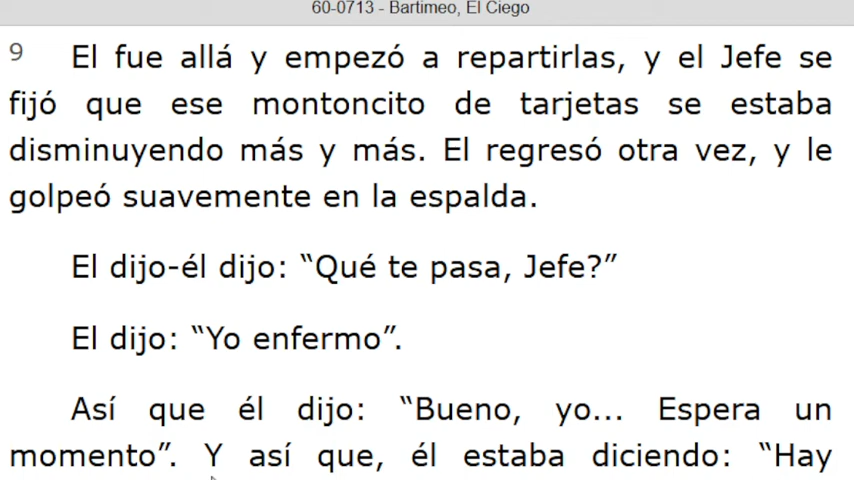 60-0713 - Bartimeo, El Ciego
9 El fue allá y empezó a repartirlas, y el Jefe se
fijó que ese montoncito de tarjetas se estaba
disminuyendo más y más. El regresó otra vez, y le
golpeó suavemente en la espalda.
El dijo-él dijo: “Qué te pasa, Jefe?”
El dijo: “Yo enfermo”.
Así que él dijo: “Bueno, yo... Espera un
momento”. Y así que, él estaba diciendo: “Hay